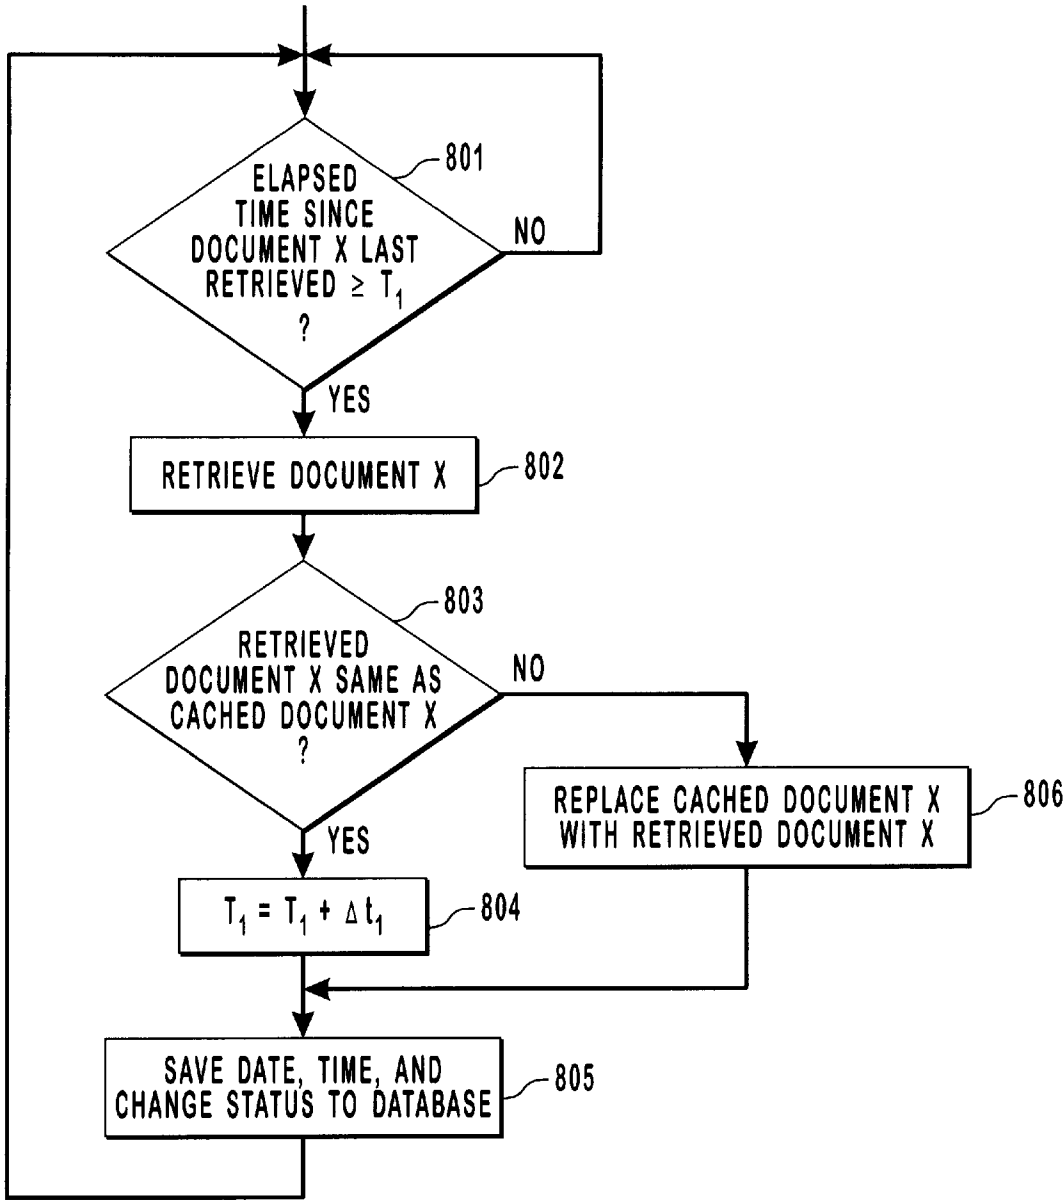 801
ELAPSED
TIME SINCE
DOCUMENT X LAST
RETRIEVED ≥ T₁
?
NO
YES
RETRIEVE DOCUMENT X
802
803
RETRIEVED
DOCUMENT X SAME AS
CACHED DOCUMENT X
?
NO
YES
REPLACE CACHED DOCUMENT X
WITH RETRIEVED DOCUMENT X
806
T₁ = T₁ + Δt₁
804
SAVE DATE, TIME, AND
CHANGE STATUS TO DATABASE
805